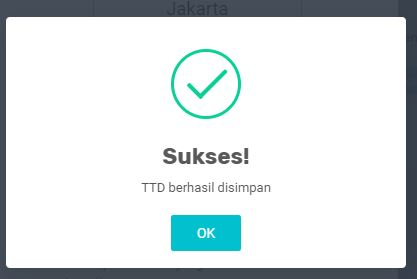 Jakarta
Sukses!
TTD berhasil disimpan
OK